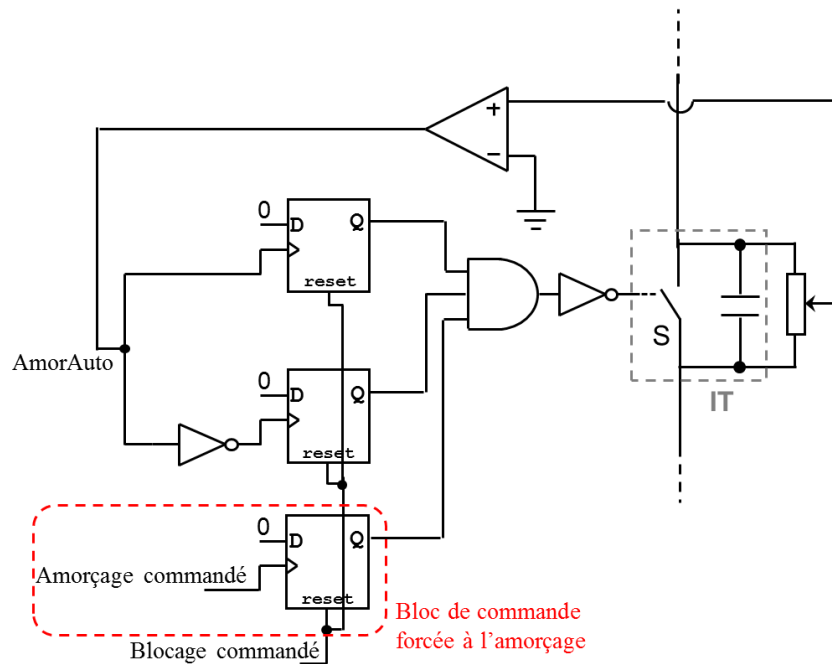 +
−
0
D
Q
reset
AmorAuto
0
D
Q
reset
S
IT
0
D
Q
Amorçage commandé
reset
Bloc de commande
forcée à l'amorçage
Blocage commandé